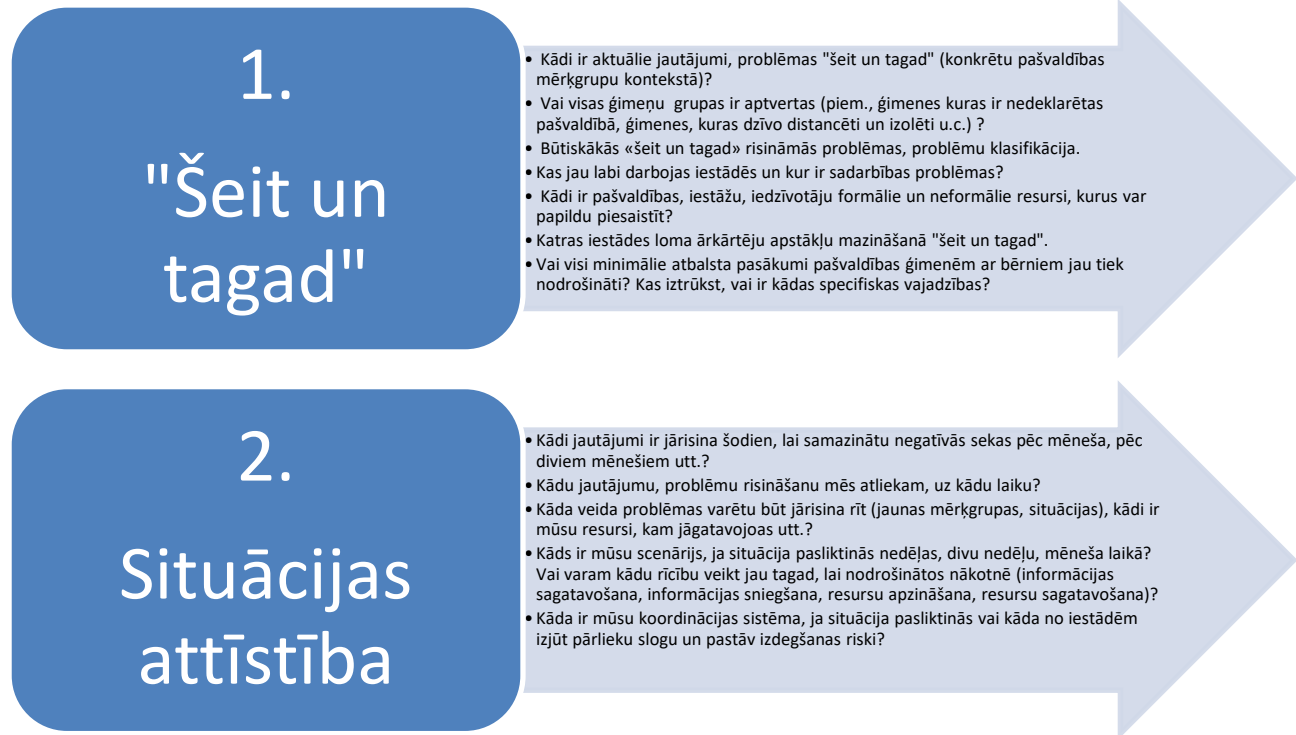 1.
"Šeit un
tagad"
• Kādi ir aktuālie jautājumi, problēmas "šeit un tagad" (konkrētu pašvaldības
mērķgrupu kontekstā)?
• Vai visas ģimeņu grupas ir aptvertas (piem., ģimenes kuras ir nedeklarētas
pašvaldībā, ģimenes, kuras dzīvo distancēti un izolēti u.c.) ?
• Būtiskākās «šeit un tagad» risināmās problēmas, problēmu klasifikācija.
• Kas jau labi darbojas iestādēs un kur ir sadarbības problēmas?
• Kādi ir pašvaldības, iestāžu, iedzīvotāju formālie un neformālie resursi, kurus var
papildu piesaistīt?
• Katras iestādes loma ārkārtēju apstākļu mazināšanā "šeit un tagad".
• Vai visi minimālie atbalsta pasākumi pašvaldības ģimenēm ar bērniem jau tiek
nodrošināti? Kas iztrūkst, vai ir kādas specifiskas vajadzības?
2.
Situācijas
attīstība
• Kādi jautājumi ir jārisina šodien, lai samazinātu negatīvās sekas pēc mēneša, pēc
diviem mēnešiem utt.?
• Kādu jautājumu, problēmu risināšanu mēs atliekam, uz kādu laiku?
• Kāda veida problēmas varētu būt jārisina rīt (jaunas mērķgrupas, situācijas), kādi ir
mūsu resursi, kam jāgatavojoas utt.?
• Kāds ir mūsu scenārijs, ja situācija pasliktinās nedēļas, divu nedēļu, mēneša laikā?
Vai varam kādu rīcību veikt jau tagad, lai nodrošinātos nākotnē (informācijas
sagatavošana, informācijas sniegšana, resursu apzināšana, resursu sagatavošana)?
• Kāda ir mūsu koordinācijas sistēma, ja situācija pasliktinās vai kāda no iestādēm
izjūt pārlieku slogu un pastāv izdegšanas riski?